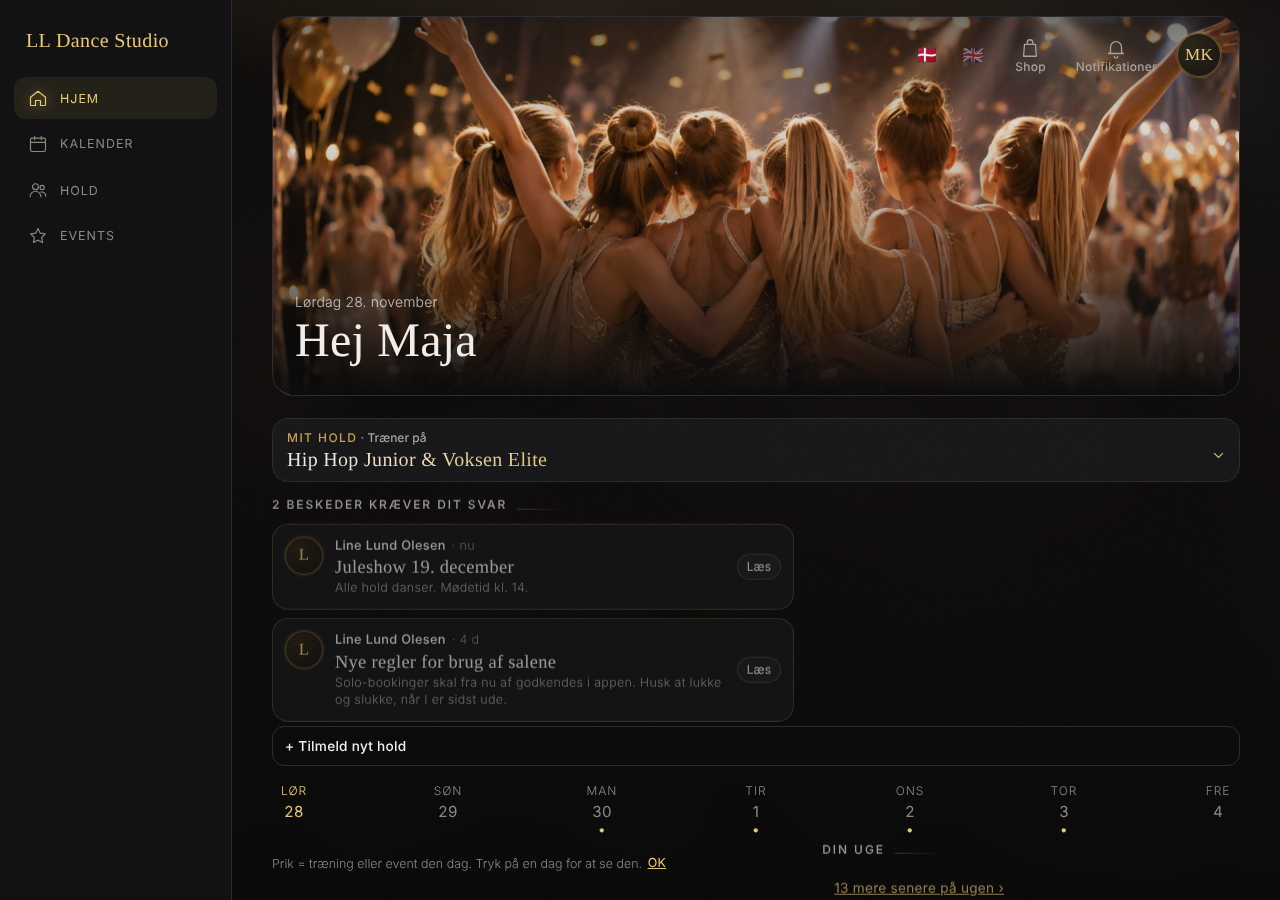 LL Dance Studio
HJEM
KALENDER
HOLD
EVENTS
Shop
Notifikationer
MK
Lørdag 28. november
Hej Maja
MIT HOLD · Træner på
Hip Hop Junior & Voksen Elite
2 BESKEDER KRÆVER DIT SVAR
L
Line Lund Olesen · nu
Juleshow 19. december
Alle hold danser. Mødetid kl. 14.
Læs
L
Line Lund Olesen · 4 d
Nye regler for brug af salene
Solo-bookinger skal fra nu af godkendes i appen. Husk at lukke
og slukke, når I er sidst ude.
Læs
+ Tilmeld nyt hold
LØR SØN MAN TIR ONS TOR FRE
28 29 30 1 2 3 4
DIN UGE
Prik = træning eller event den dag. Tryk på en dag for at se den. OK
13 mere senere på ugen ›